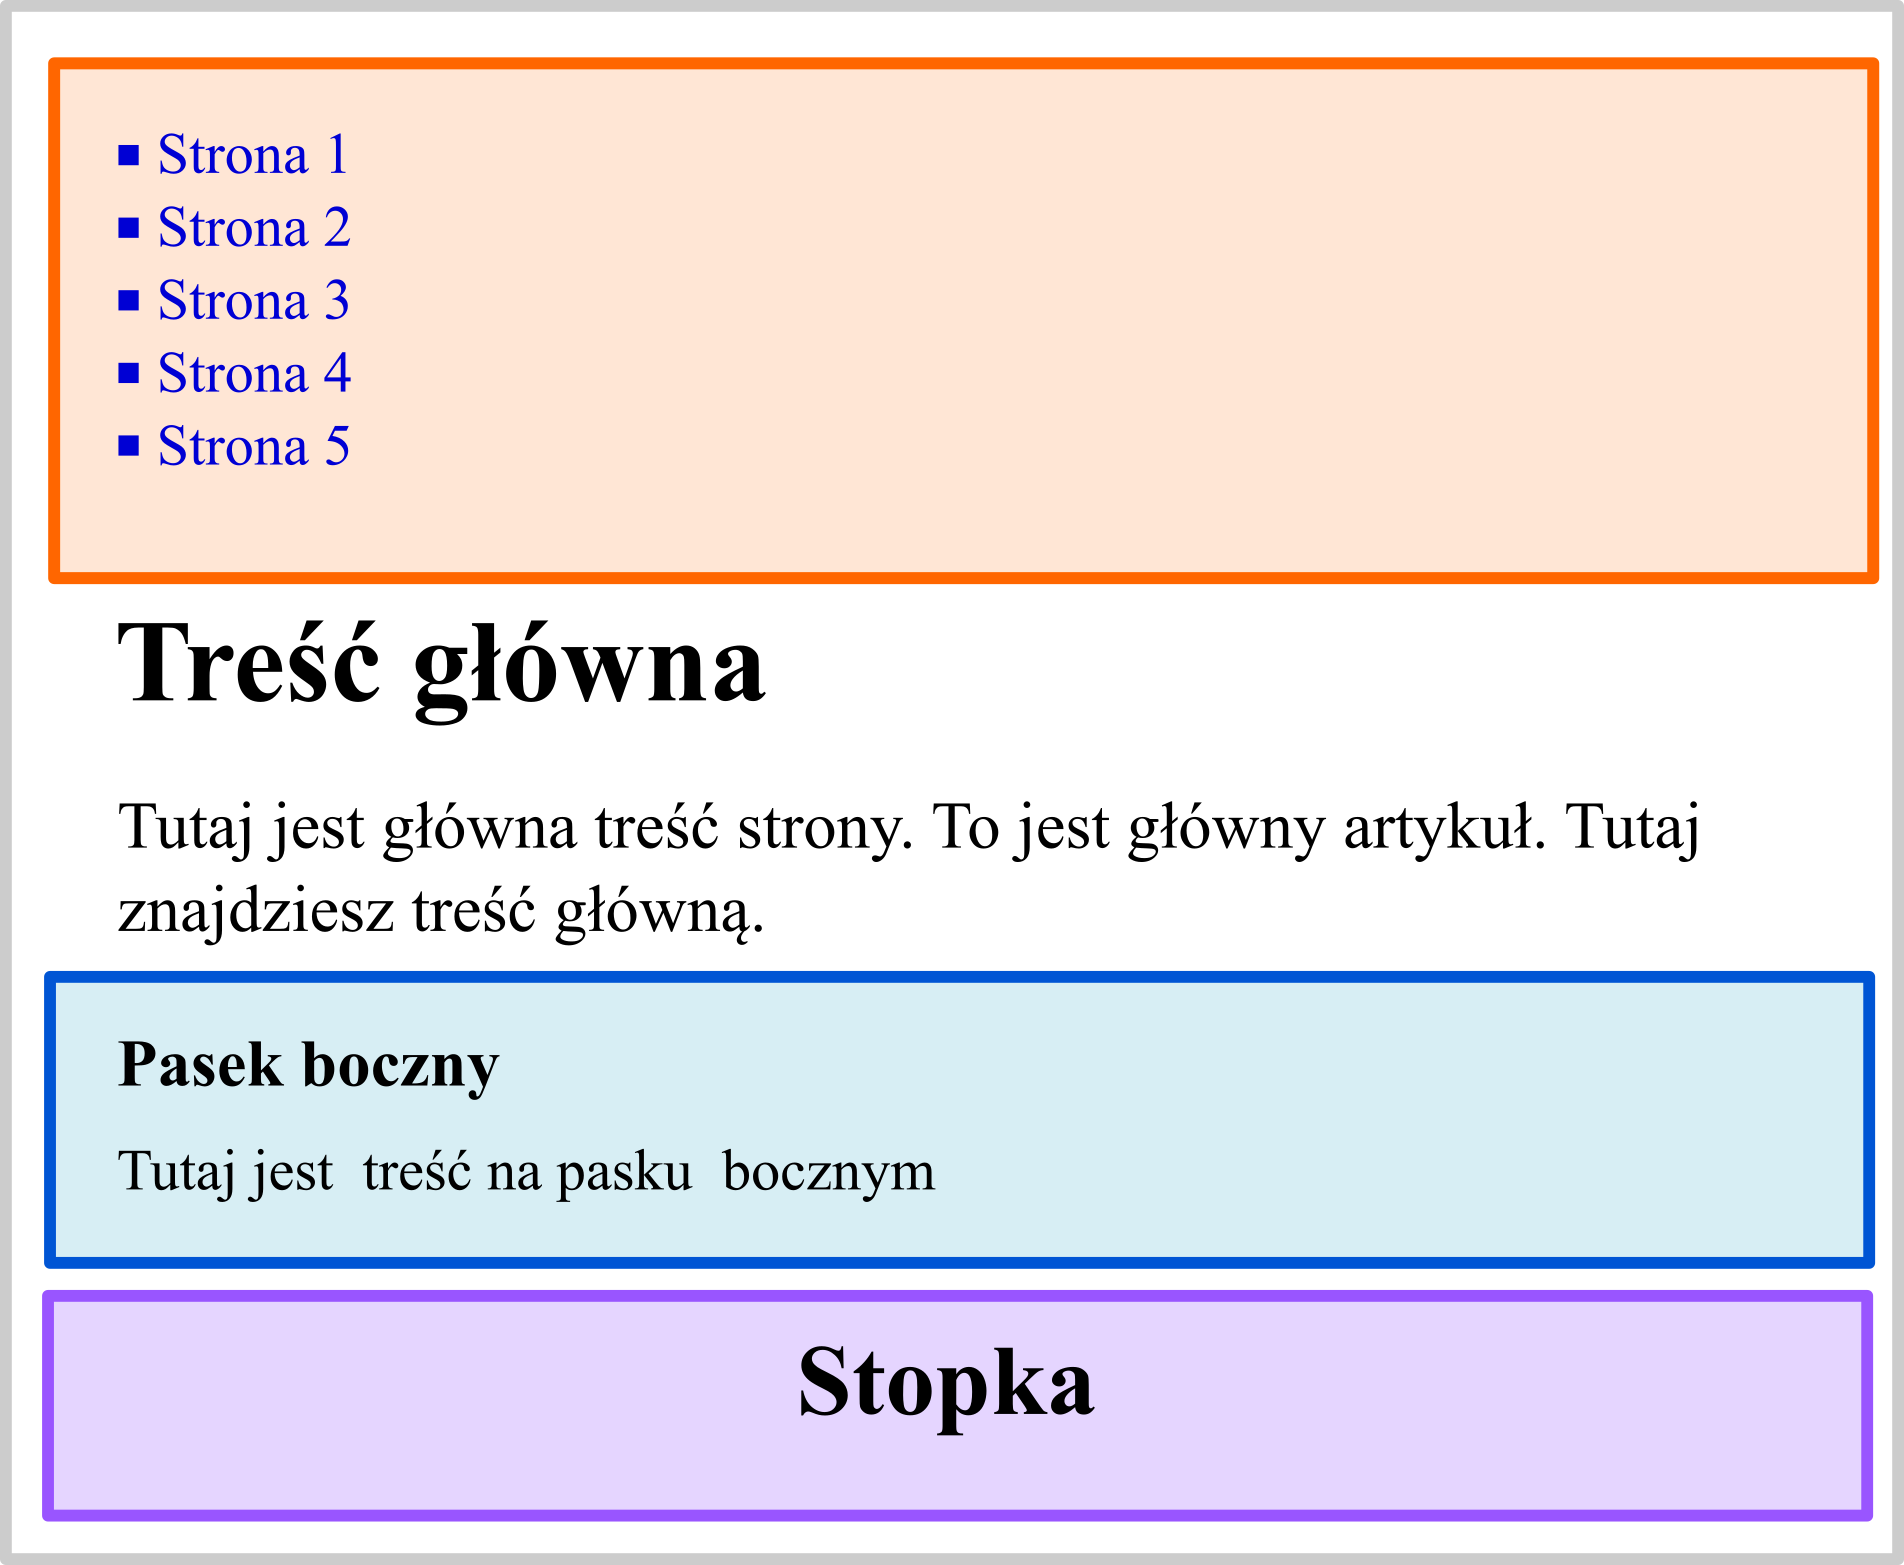 Strona 1
Strona 2
Strona 3
Strona 4
Strona 5
Treść główna
Tutaj jest główna treść strony. To jest główny artykuł. Tutaj
znajdziesz treść główną.
Pasek boczny
Tutaj jest  treść na pasku  bocznym
Stopka